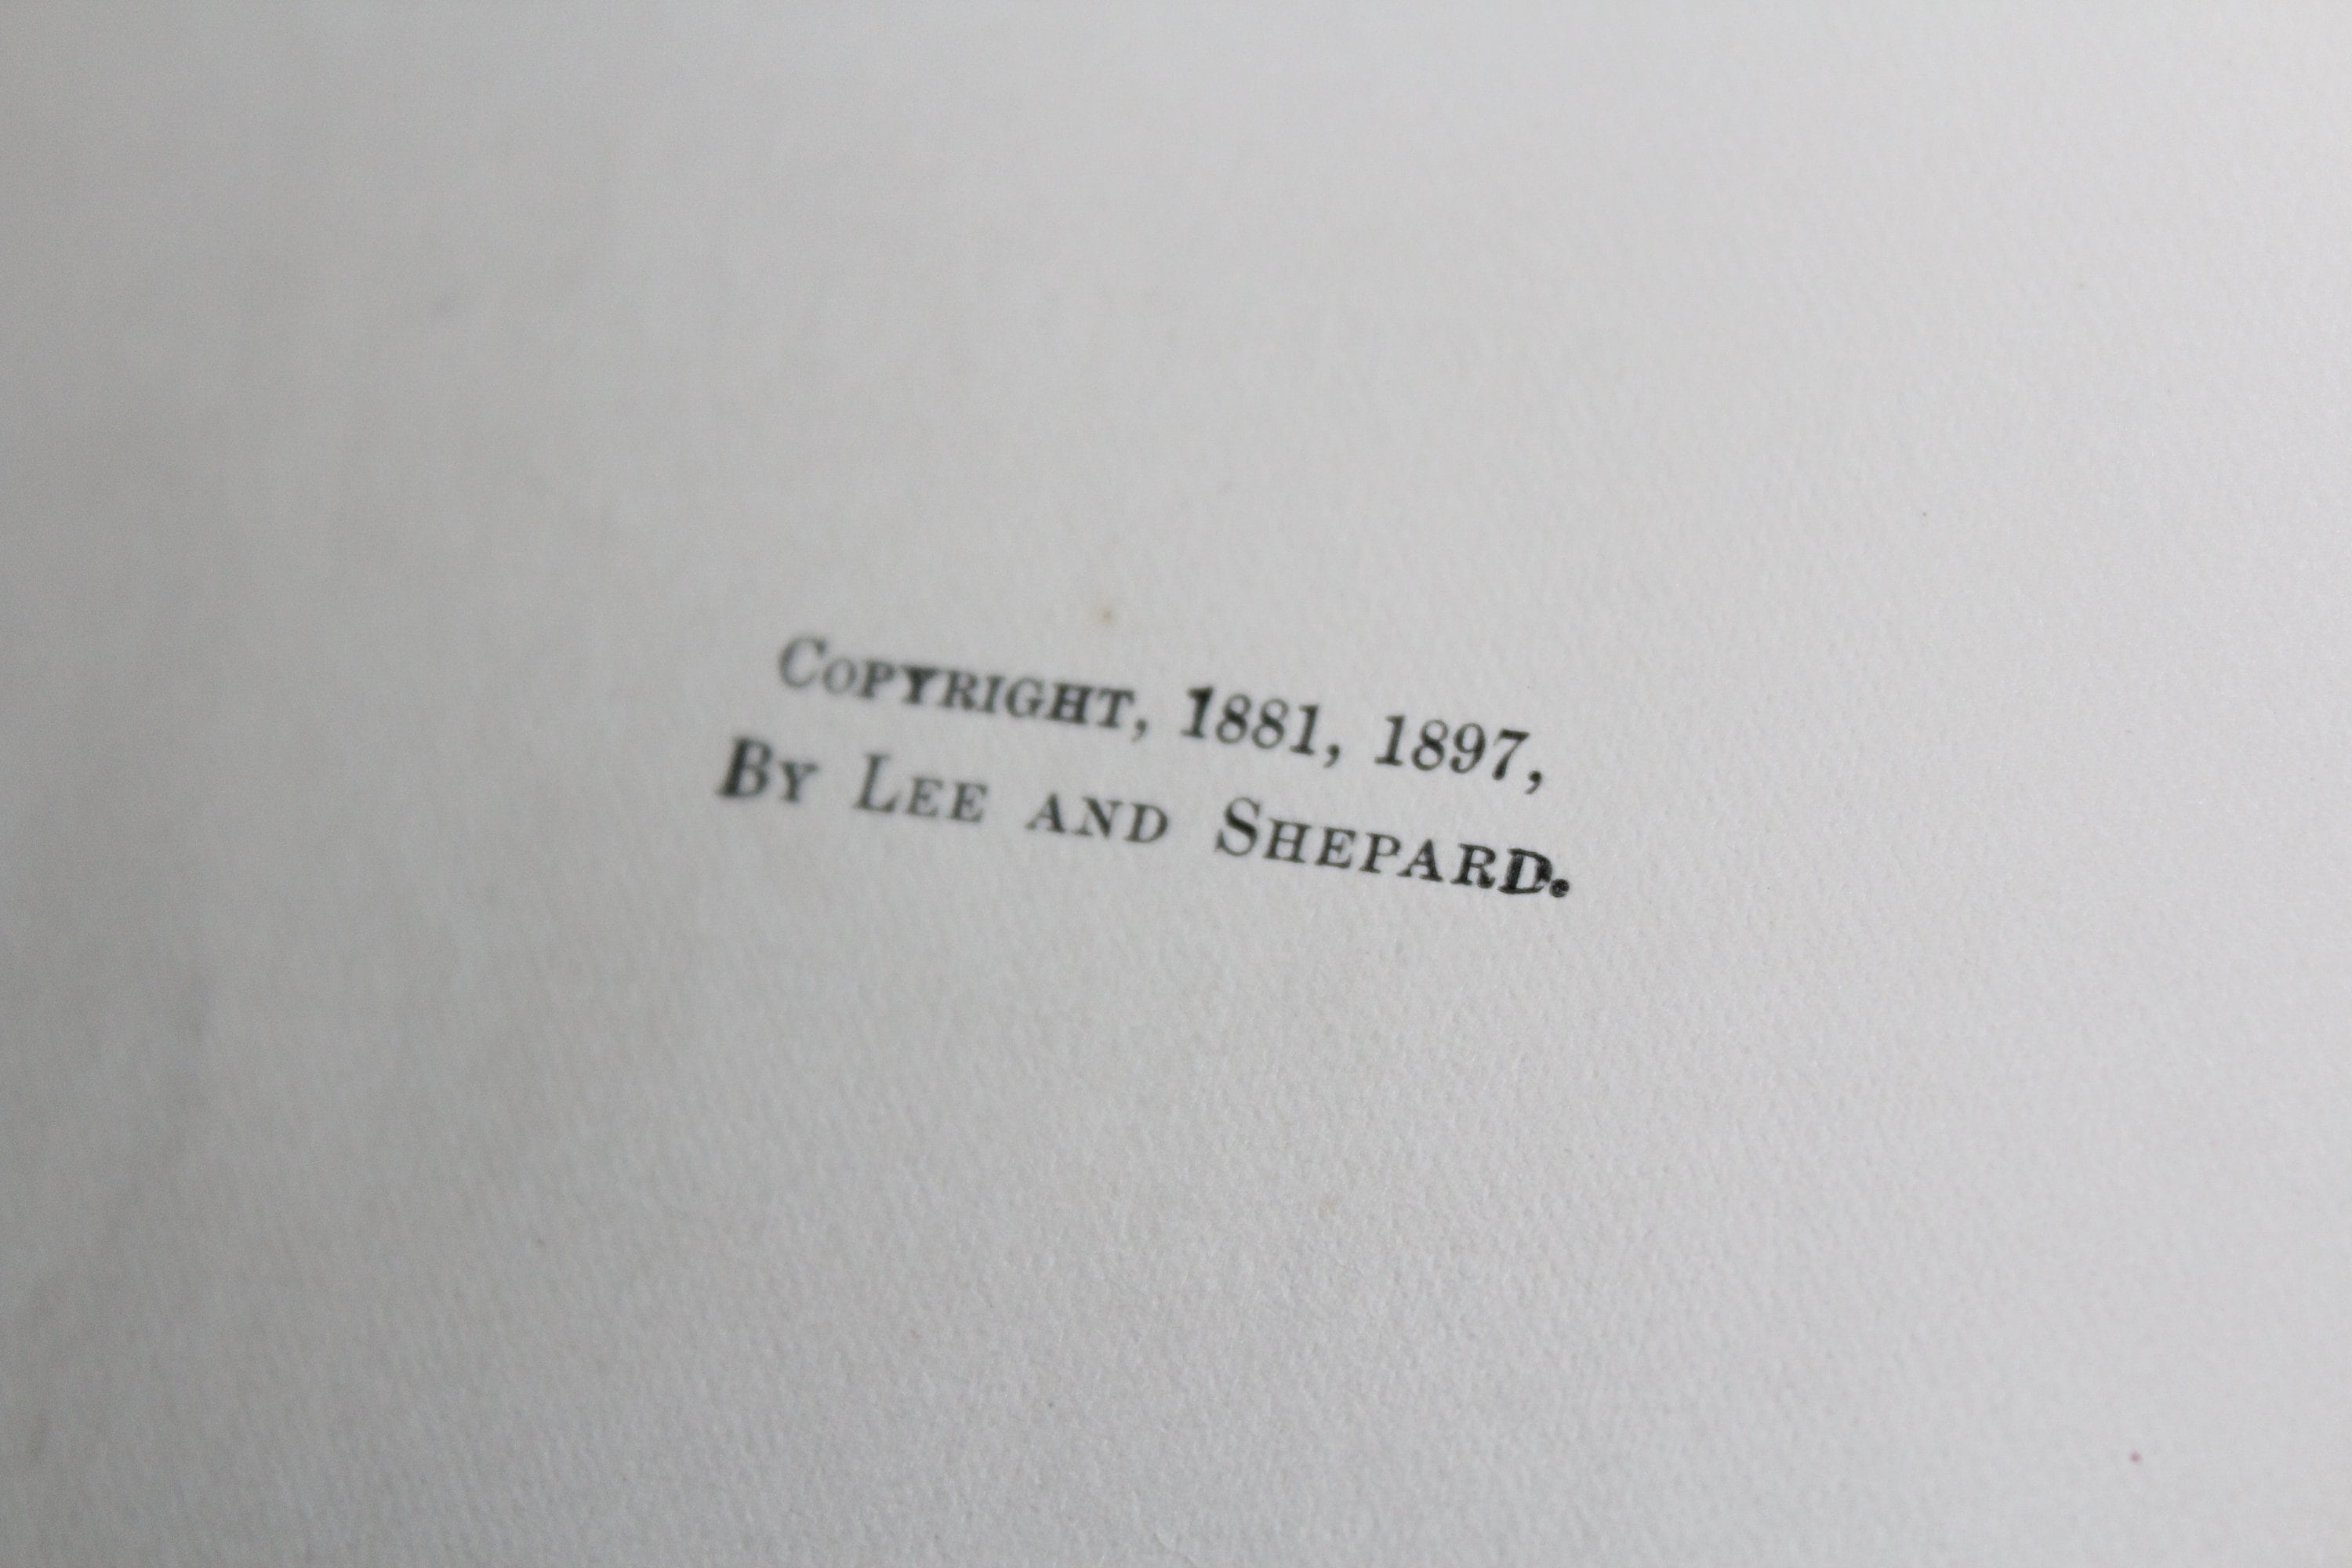 Copyright, 1881, 1897,
By Lee and Shepard.